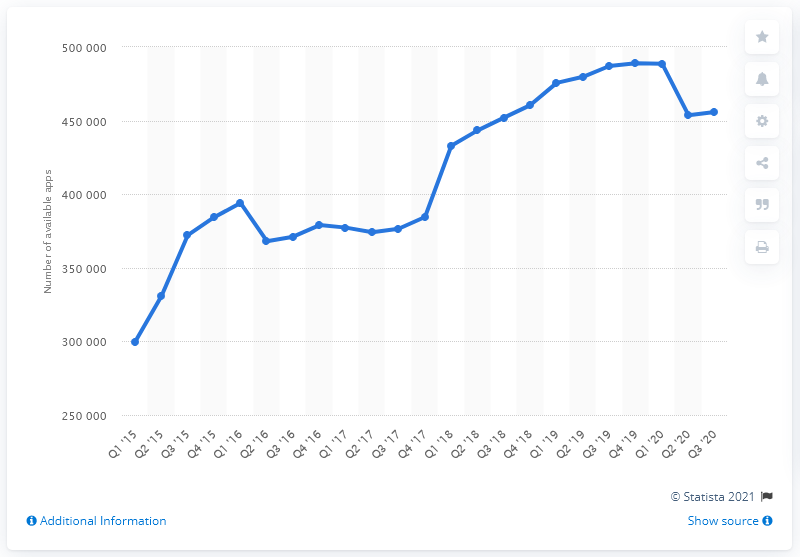 500 000
450 000
400 000
350 000
300 000
250 000
Number of available apps
Q1 '15
Q2 '15
Q3 '15
Q4 '15
Q1 '16
Q2 '16
Q3 '16
Q4 '16
Q1 '17
Q2 '17
Q3 '17
Q4 '17
Q1 '18
Q2 '18
Q3 '18
Q4 '18
Q1 '19
Q2 '19
Q3 '19
Q4 '19
Q1 '20
Q2 '20
Q3 '20
© Statista 2021
Additional Information
Show source